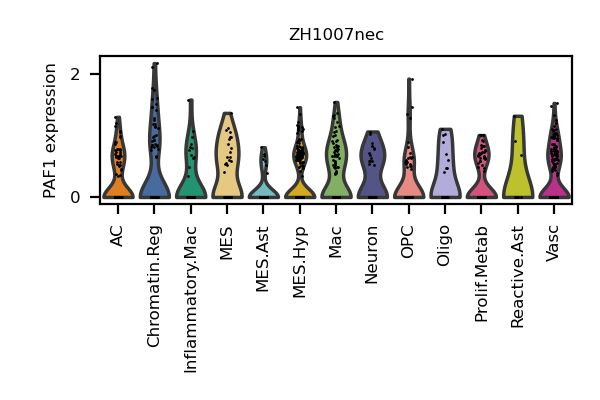 ZH1007nec
PAF1 expression
2
0
AC
Chromatin.Reg
Inflammatory.Mac
MES
MES.Ast
MES.Hyp
Mac
Neuron
OPC
Oligo
Prolif.Metab
Reactive.Ast
Vasc